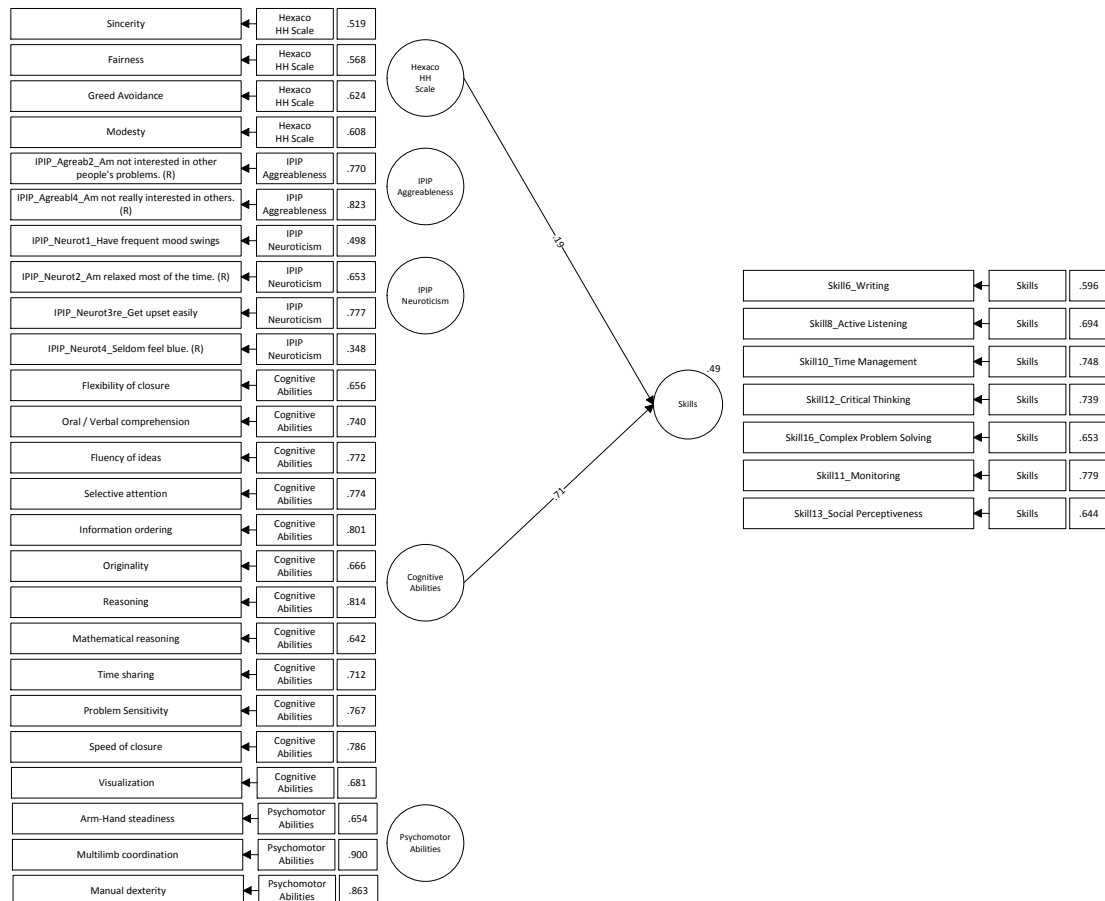 Sincerity
Hexaco
HH Scale
.519
Fairness
Hexaco
HH Scale
.568
Greed Avoidance
Hexaco
HH Scale
.624
Modesty
Hexaco
HH Scale
.608
IPIP_Agreab2_Am not interested in other
people's problems. (R)
IPIP
Aggreableness
.770
IPIP_Agreabl4_Am not really interested in others.
(R)
IPIP
Aggreableness
.823
IPIP_Neurot1_Have frequent mood swings
IPIP
Neuroticism
.498
IPIP_Neurot2_Am relaxed most of the time. (R)
IPIP
Neuroticism
.653
IPIP_Neurot3re_Get upset easily
IPIP
Neuroticism
.777
IPIP_Neurot4_Seldom feel blue. (R)
IPIP
Neuroticism
.348
Flexibility of closure
Cognitive
Abilities
.656
Oral / Verbal comprehension
Cognitive
Abilities
.740
Fluency of ideas
Cognitive
Abilities
.772
Selective attention
Cognitive
Abilities
.774
Information ordering
Cognitive
Abilities
.801
Originality
Cognitive
Abilities
.666
Reasoning
Cognitive
Abilities
.814
Mathematical reasoning
Cognitive
Abilities
.642
Time sharing
Cognitive
Abilities
.712
Problem Sensitivity
Cognitive
Abilities
.767
Speed of closure
Cognitive
Abilities
.786
Visualization
Cognitive
Abilities
.681
Arm-Hand steadiness
Psychomotor
Abilities
.654
Multilimb coordination
Psychomotor
Abilities
.900
Manual dexterity
Psychomotor
Abilities
.863
Hexaco
HH
Scale
IPIP
Aggreableness
IPIP
Neuroticism
Cognitive
Abilities
Psychomotor
Abilities
.19
.71
.49
Skills
Skill6_Writing
Skills
.596
Skill8_Active Listening
Skills
.694
Skill10_Time Management
Skills
.748
Skill12_Critical Thinking
Skills
.739
Skill16_Complex Problem Solving
Skills
.653
Skill11_Monitoring
Skills
.779
Skill13_Social Perceptiveness
Skills
.644